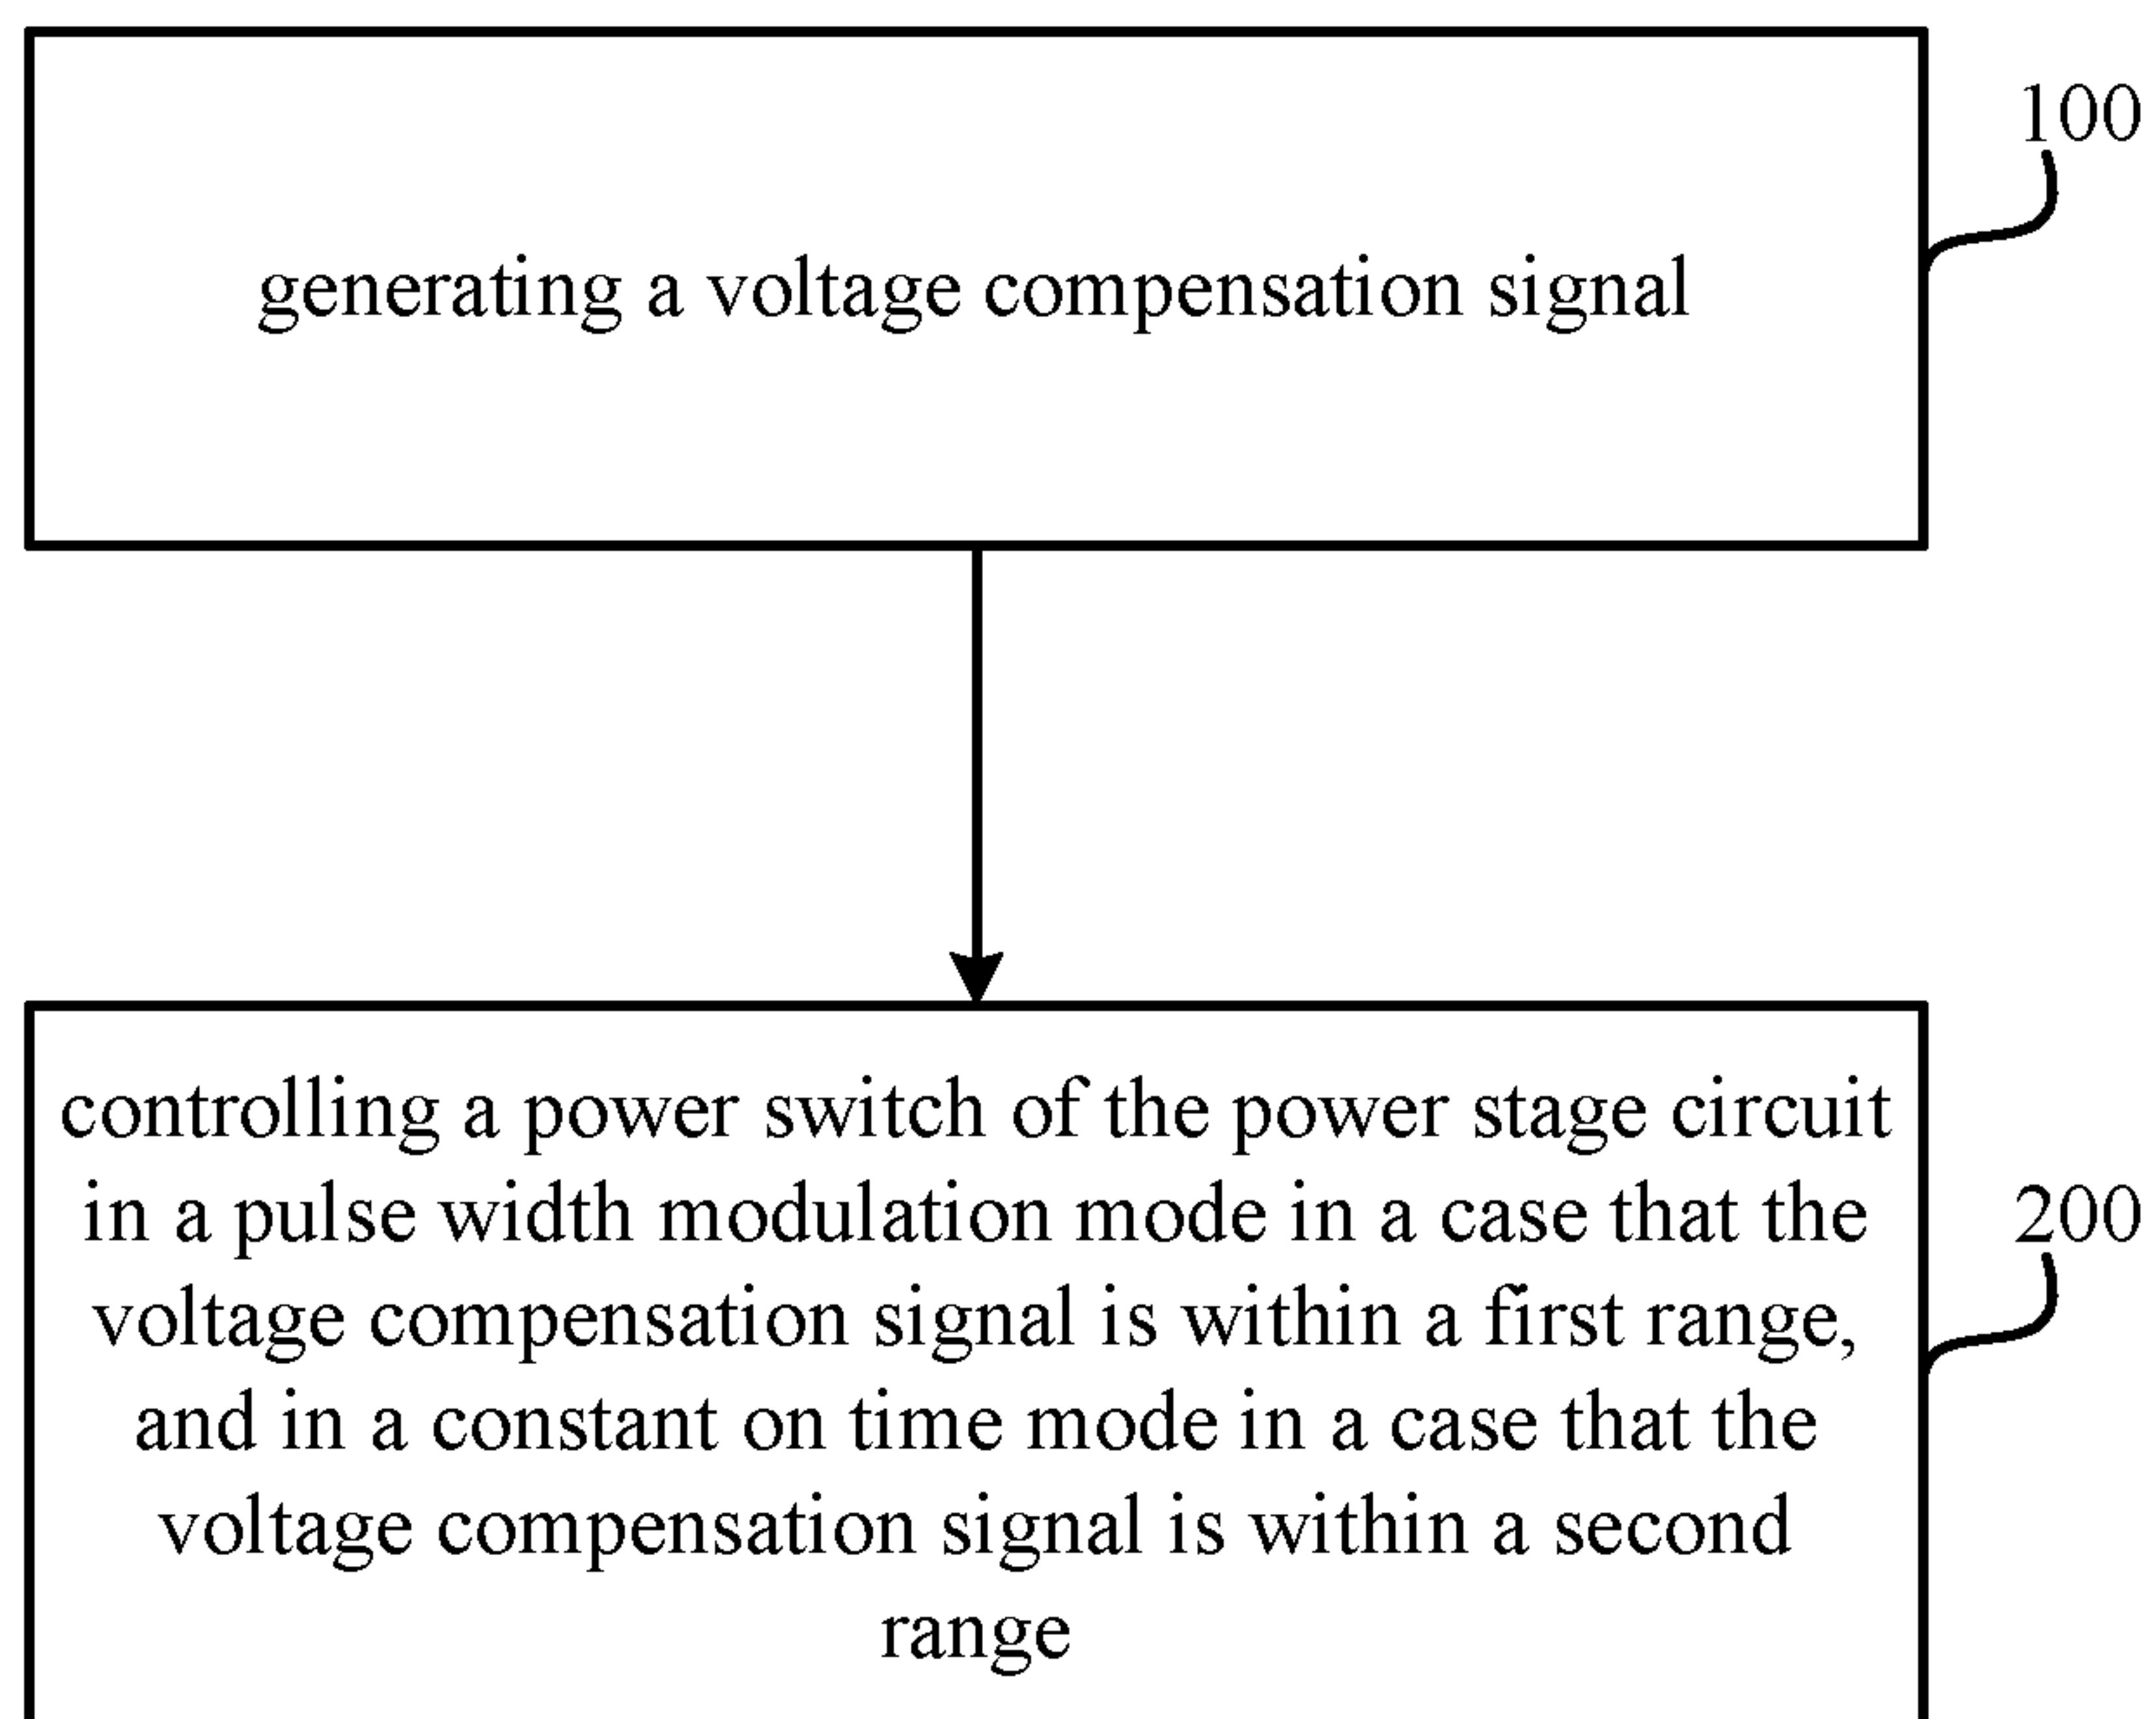 100
generating a voltage compensation signal
controlling a power switch of the power stage circuit
in a pulse width modulation mode in a case that the
200
voltage compensation signal is within a first range,
and in a constant on time mode in a case that the
voltage compensation signal is within a second
range